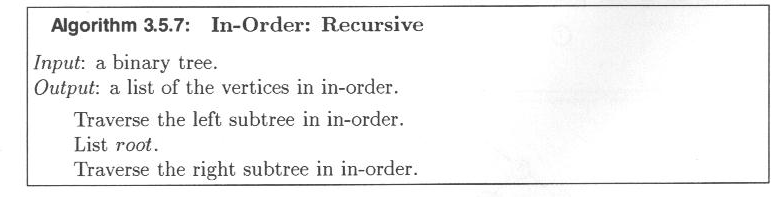 Algorithm 3.5.7: In-Order: Recursive
Input: a binary tree.
Output: a list of the vertices in in-order.
Traverse the left subtree in in-order.
List root.
Traverse the right subtree in in-order.